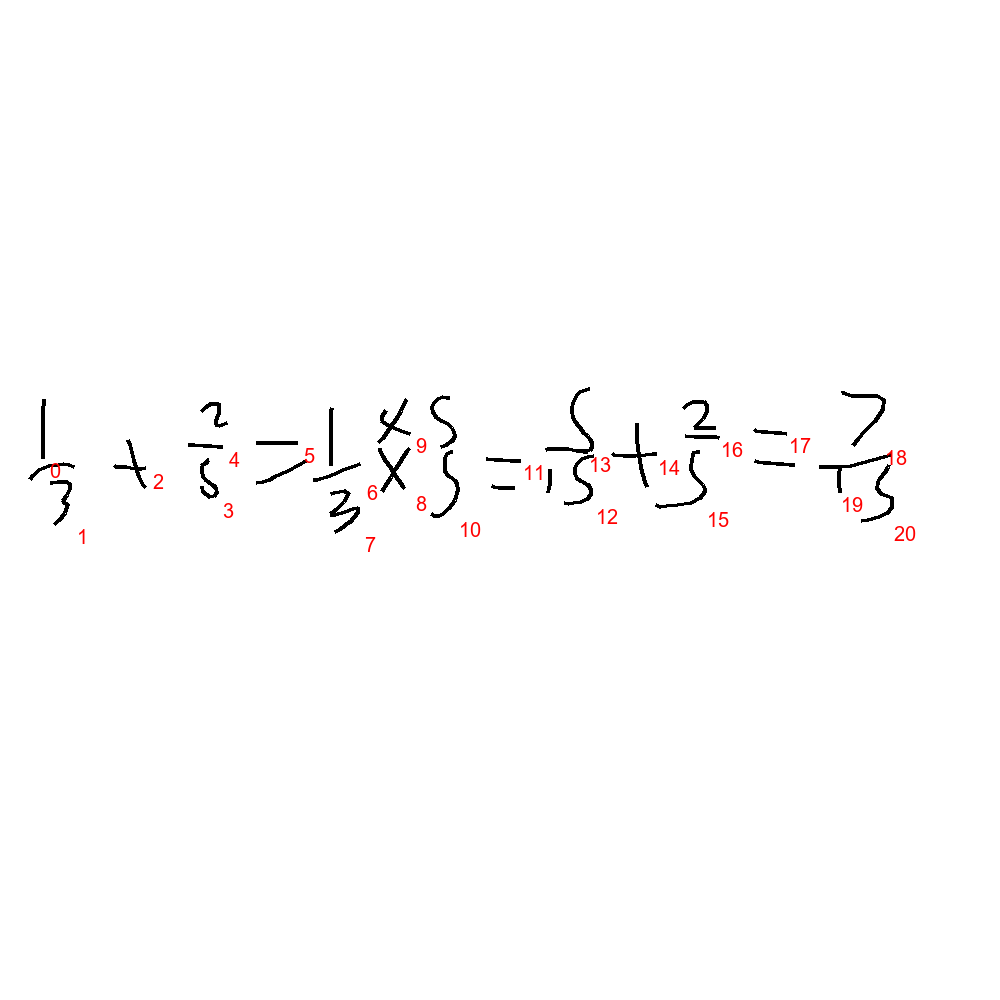 1/3 + 2/5 = 1×5/3×5 = 5/15 + 2/5 = 7/15